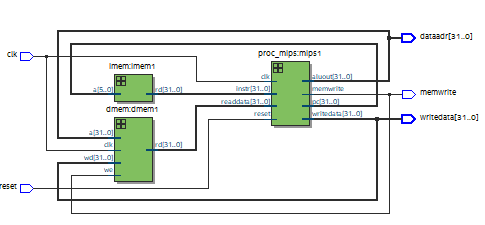 dataadr[31..0]
proc_mips:mips1
clk
imem:imem1
clk
aluout[31..0]
a[5..0]
rd[31..0]
instr[31..0]
memwrite
memwrite
readdata[31..0]
pc[31..0]
dmem:dmem1
reset
writedata[31..0]
writedata[31..0]
a[31..0]
clk
rd[31..0]
wd[31..0]
we
reset